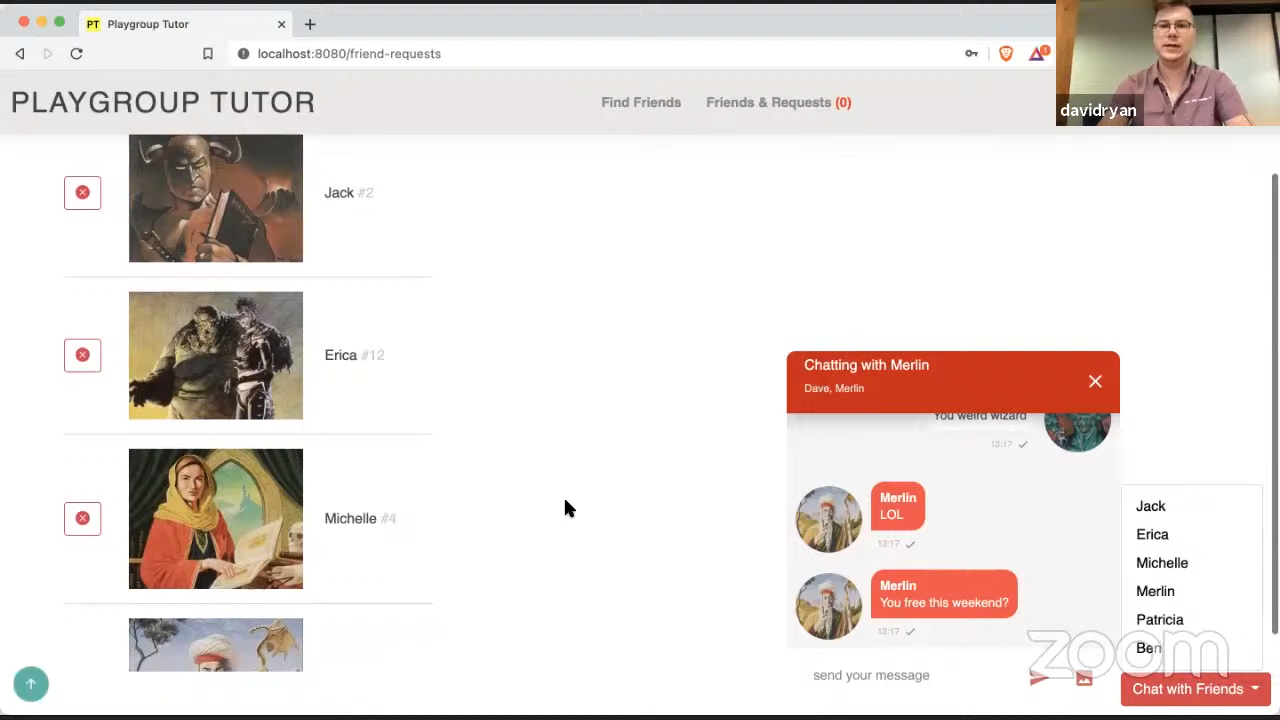 PT Playgroup Tutor
localhost:8080/friend-requests
1
davidryan
PLAYGROUP TUTOR
Find Friends
Friends & Requests (0)
Jack #2
Erica #12
Michelle #4
Chatting with Merlin
Dave, Merlin
You weird wizard
13:17
Merlin
LOL
13:17
Merlin
You free this weekend?
13:17
send your message
Jack
Erica
Michelle
Merlin
Patricia
Ben
Chat with Friends
zoom